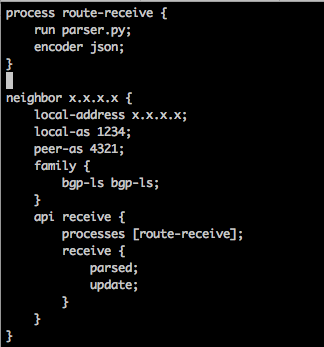 process route-receive {
    run parser.py;
    encoder json;
}

neighbor x.x.x.x {
    local-address x.x.x.x;
    local-as 1234;
    peer-as 4321;
    family {
        bgp-ls bgp-ls;
    }
    api receive {
        processes [route-receive];
        receive {
            parsed;
            update;
        }
    }
}